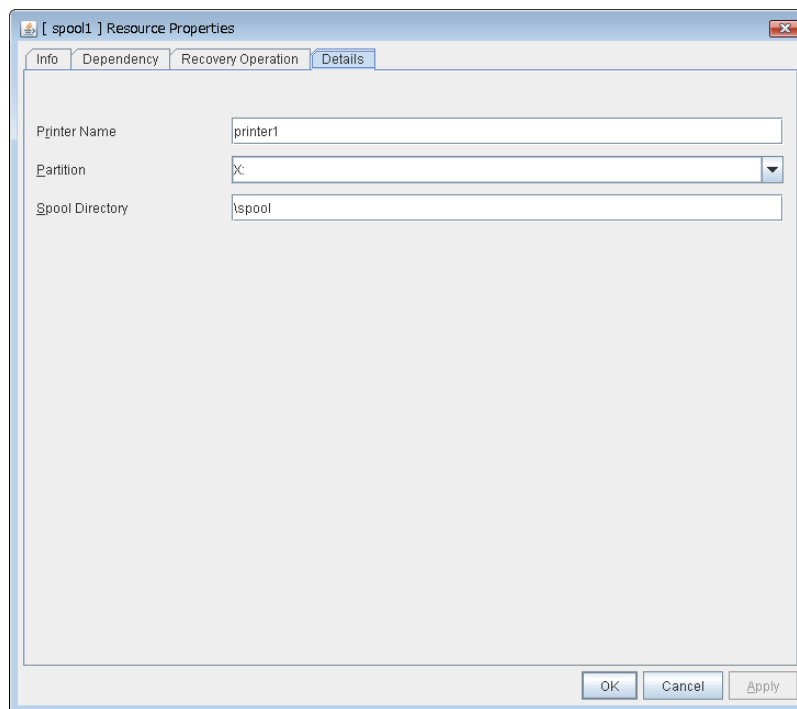 [ spool1 ] Resource Properties
Info Dependency Recovery Operation Details
Printer Name printer1
Partition X:
Spool Directory \spool
OK Cancel Apply